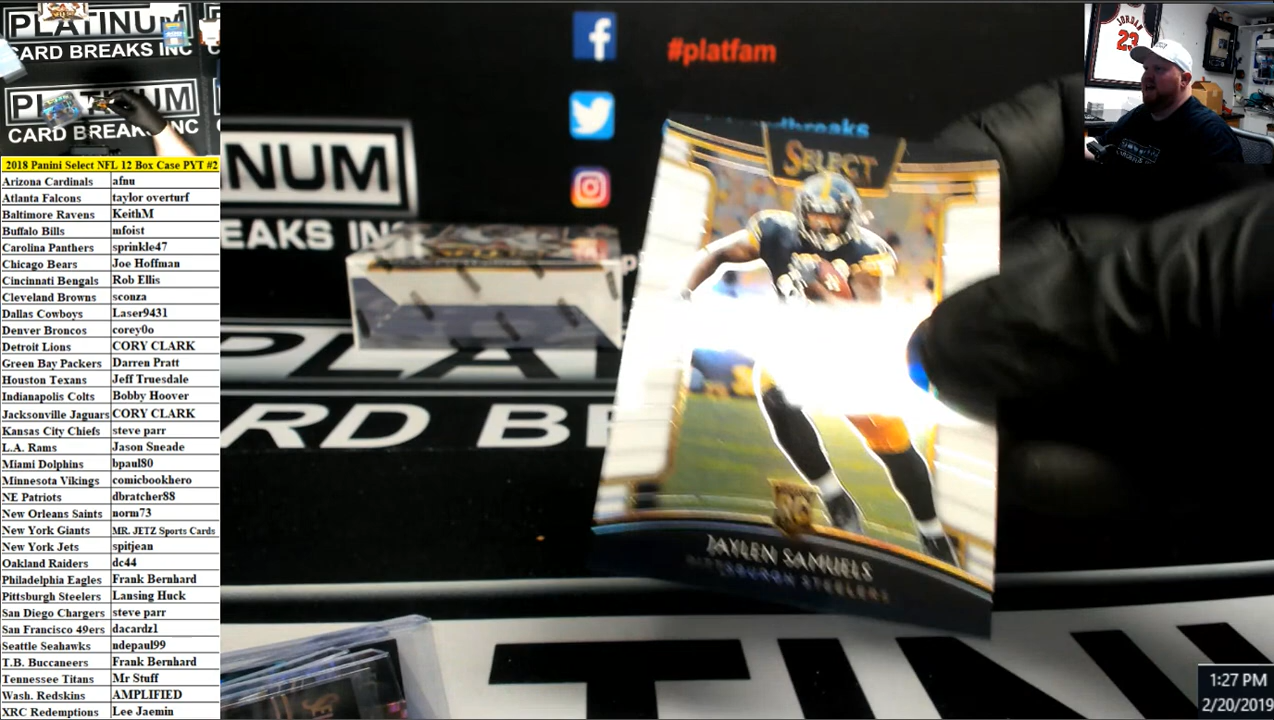 PLATINUM
CARD BREAKS INC
PLATINUM
CARD BREAKS INC
2018 Panini Select NFL 12 Box Case PYT #2
Arizona Cardinals afnu
Atlanta Falcons taylor overturf
Baltimore Ravens KeithM
Buffalo Bills mfoist
Carolina Panthers sprinkle47
Chicago Bears Joe Hoffman
Cincinnati Bengals Rob Ellis
Cleveland Browns sconza
Dallas Cowboys Laser9431
Denver Broncos corey0o
Detroit Lions CORY CLARK
Green Bay Packers Darren Pratt
Houston Texans Jeff Truesdale
Indianapolis Colts Bobby Hoover
Jacksonville Jaguars CORY CLARK
Kansas City Chiefs steve parr
L.A. Rams Jason Sneade
Miami Dolphins bpaul80
Minnesota Vikings comicbookhero
NE Patriots dbratcher88
New Orleans Saints norm73
New York Giants MR. JETZ Sports Cards
New York Jets spitjean
Oakland Raiders dc44
Philadelphia Eagles Frank Bernhard
Pittsburgh Steelers Lansing Huck
San Diego Chargers steve parr
San Francisco 49ers dacardz1
Seattle Seahawks ndepaul99
T.B. Buccaneers Frank Bernhard
Tennessee Titans Mr Stuff
Wash. Redskins AMPLIFIED
XRC Redemptions Lee Jaemin
#platfam
dbreaks
NUM
EAKS INC
PLA
RD B
TINU
SELECT
RC
JAYLEN SAMUELS
PITTSBURGH STEELERS
JORDAN
23
1:27 PM
2/20/2019